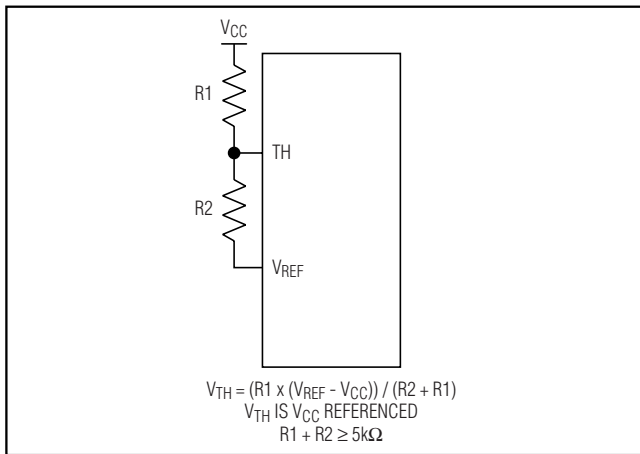 VCC
R1
TH
R2
VREF
VTH = (R1 x (VREF - VCC)) / (R2 + R1)
VTH IS VCC REFERENCED
R1 + R2 ≥ 5kΩ